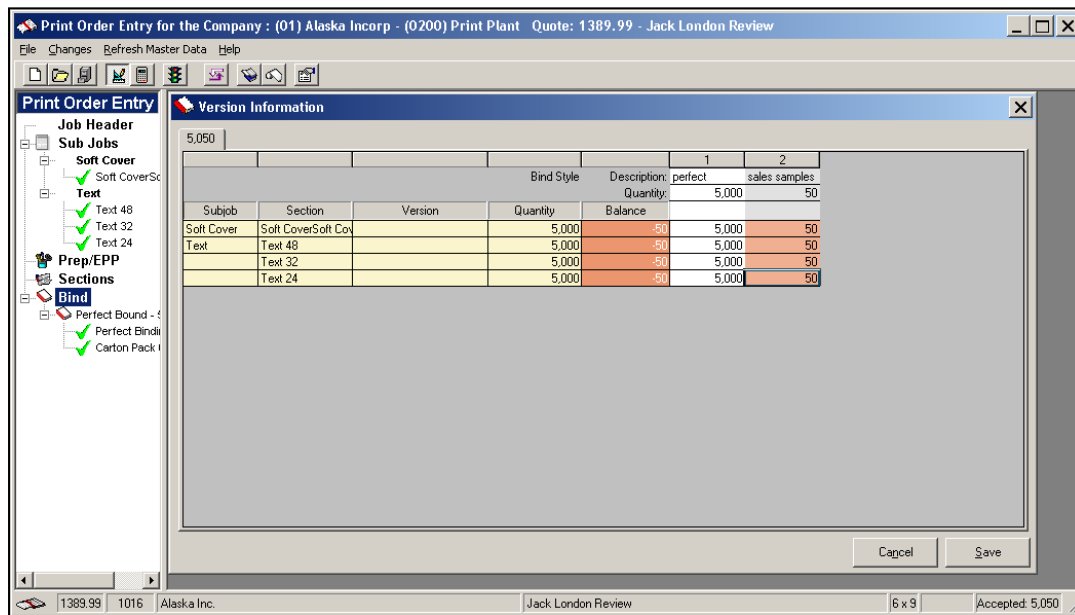 Print Order Entry for the Company : (01) Alaska Incorp - (0200) Print Plant Quote: 1389.99 - Jack London Review
File Changes Refresh Master Data Help
Print Order Entry
Job Header
Sub Jobs
Soft Cover
Soft CoverSo
Text
Text 48
Text 32
Text 24
Prep/EPP
Sections
Bind
Perfect Bound - S
Perfect Bindi
Carton Pack
Version Information
5,050
1 2
Bind Style Description: perfect sales samples
Quantity: 5,000 50
Subjob Section Version Quantity Balance
Soft Cover Soft CoverSoft Cov 5,000 -50 5,000 50
Text Text 48 5,000 -50 5,000 50
Text 32 5,000 -50 5,000 50
Text 24 5,000 -50 5,000 50
Cancel Save
1389.99 1016 Alaska Inc. Jack London Review 6 x 9 Accepted: 5,050